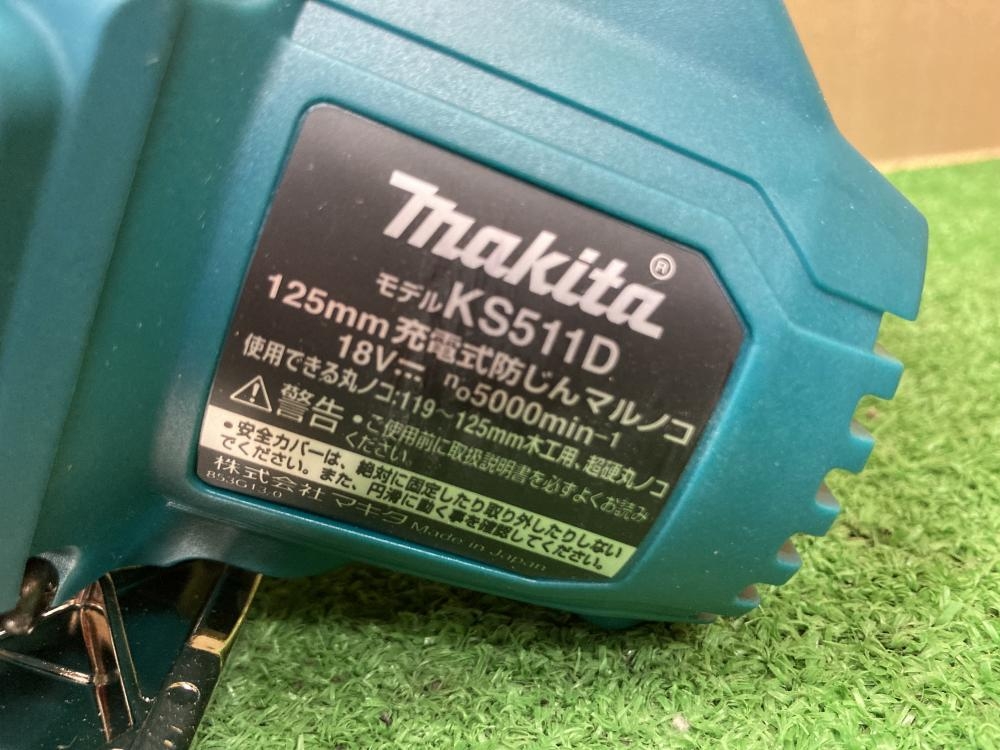 makita®
モデル KS511D
125mm 充電式防じんマルノコ
18V⎓ n₀5000min-1
使用できる丸ノコ:119～125mm木工用、超硬丸ノコ
警告 ・ご使用前に取扱説明書を必ずよくお読み
ください。
・安全カバーは、絶対に固定したり取り外したりしない
でください。また、円滑に動く事を確認してください。
株式会社 マキタ Made in Japan
853G13-0